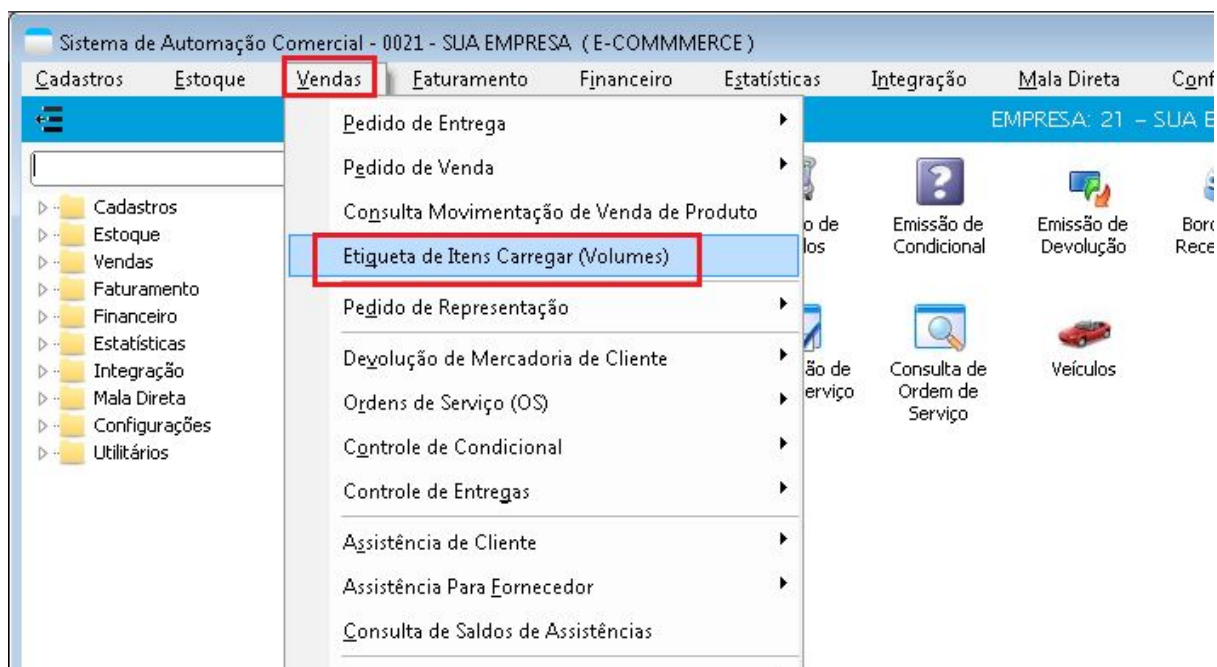 Sistema de Automação Comercial - 0021 - SUA EMPRESA ( E-COMMMERCE )
Cadastros Estoque Vendas Faturamento Financeiro Estatísticas Integração Mala Direta
EMPRESA: 21 – SUA
Cadastros
Estoque
Vendas
Faturamento
Financeiro
Estatísticas
Integração
Mala Direta
Configurações
Utilitários
Pedido de Entrega
Pedido de Venda
Consulta Movimentação de Venda de Produto
Etiqueta de Itens Carregar (Volumes)
Pedido de Representação
Devolução de Mercadoria de Cliente
Ordens de Serviço (OS)
Controle de Condicional
Controle de Entregas
Assistência de Cliente
Assistência Para Fornecedor
Consulta de Saldos de Assistências
de
Emissão de
Condicional
Emissão de
Devolução
de
Consulta de
Ordem de
Serviço
Veículos